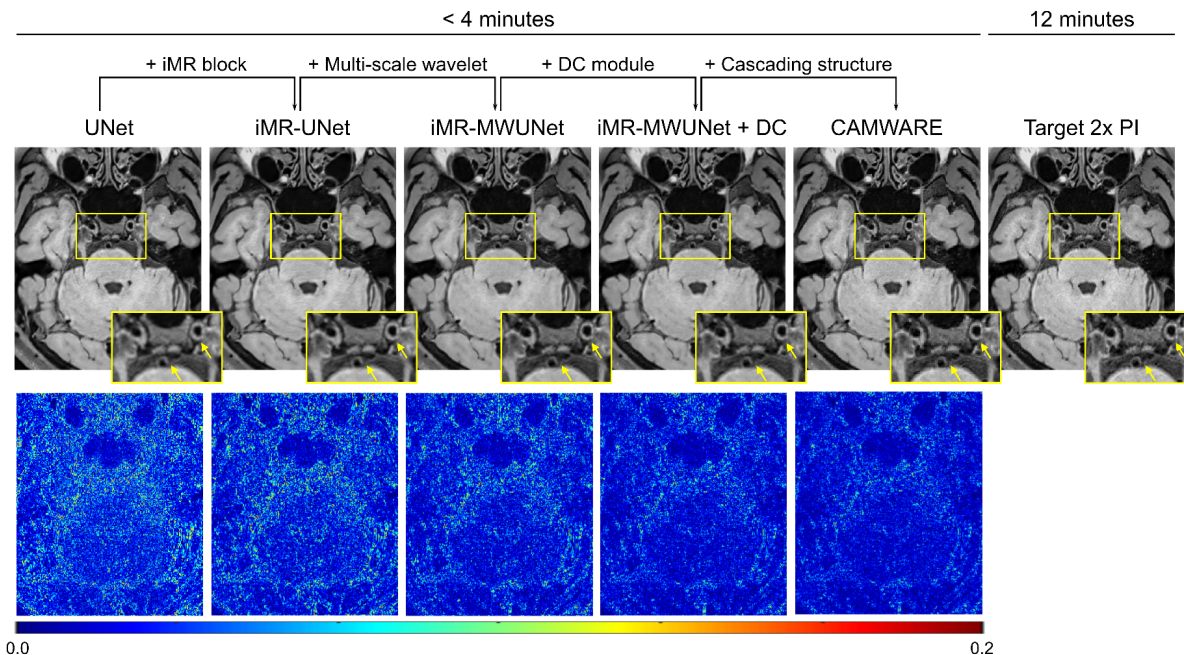 < 4 minutes 12 minutes
+ iMR block + Multi-scale wavelet + DC module + Cascading structure
UNet iMR-UNet iMR-MWUNet iMR-MWUNet + DC CAMWARE Target 2x PI
0.0 0.2